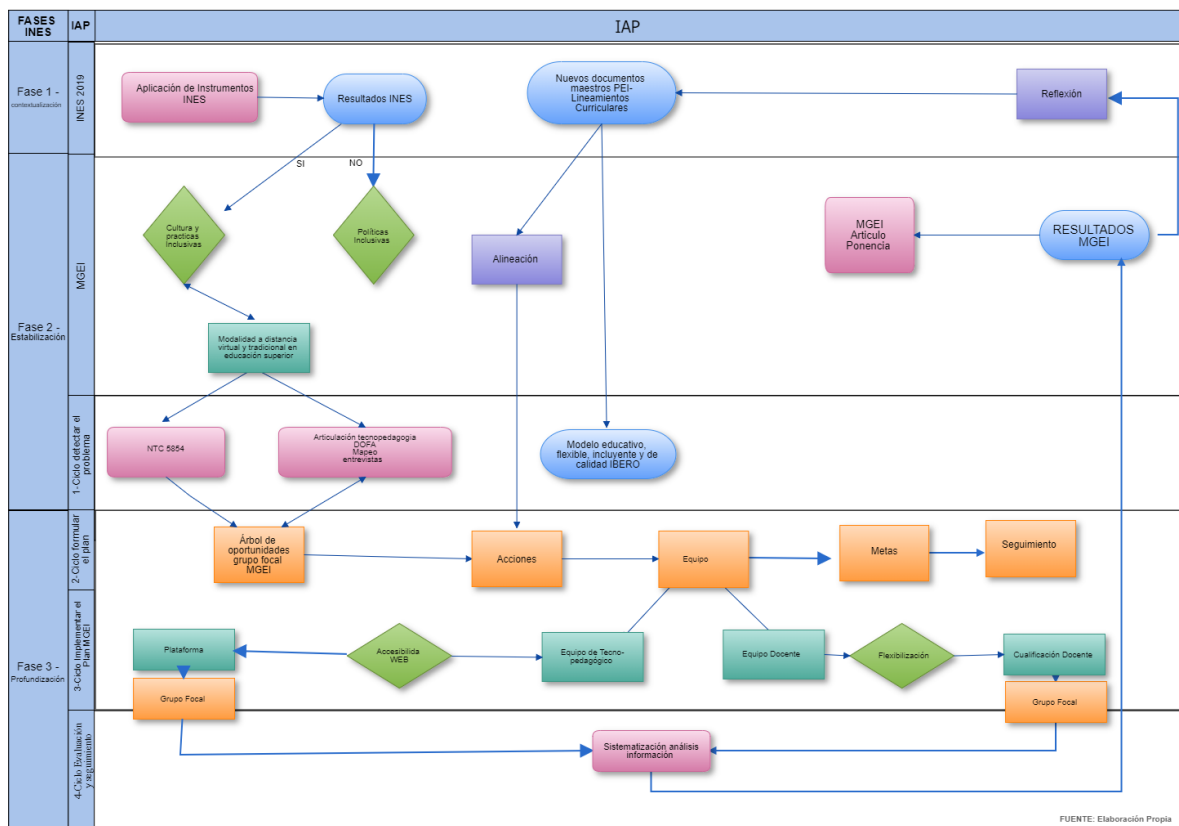 FASES
INES
IAP
IAP
Fase 1 -
contextualización
INES 2019
Aplicación de Instrumentos
INES
Resultados INES
Nuevos documentos
maestros PEI-
Lineamientos
Curriculares
Reflexión
SI
NO
Fase 2 -
Estabilización
MGEI
Cultura y
practicas
Inclusivas
Políticas
Inclusivas
Alineación
MGEI
Artículo
Ponencia
RESULTADOS
MGEI
Modalidad a distancia
virtual y tradicional en
educación superior
1-Ciclo detectar el
problema
NTC 5854
Articulación tecnopedagogía
DOFA
Mapeo
entrevistas
Modelo educativo,
flexible, incluyente y de
calidad IBERO
2-Ciclo formular
el plan
Árbol de
oportunidades
grupo focal
MGEI
Acciones
Equipo
Metas
Seguimiento
Fase 3 -
Profundización
3-Ciclo implementar el
Plan MGEI
Plataforma
Accesibilida
WEB
Equipo de Tecno-
pedagógico
Equipo Docente
Flexibilización
Cualificación Docente
Grupo Focal
Grupo Focal
4-Ciclo Evaluación
y seguimiento
Sistematización análisis
información
FUENTE: Elaboración Propia